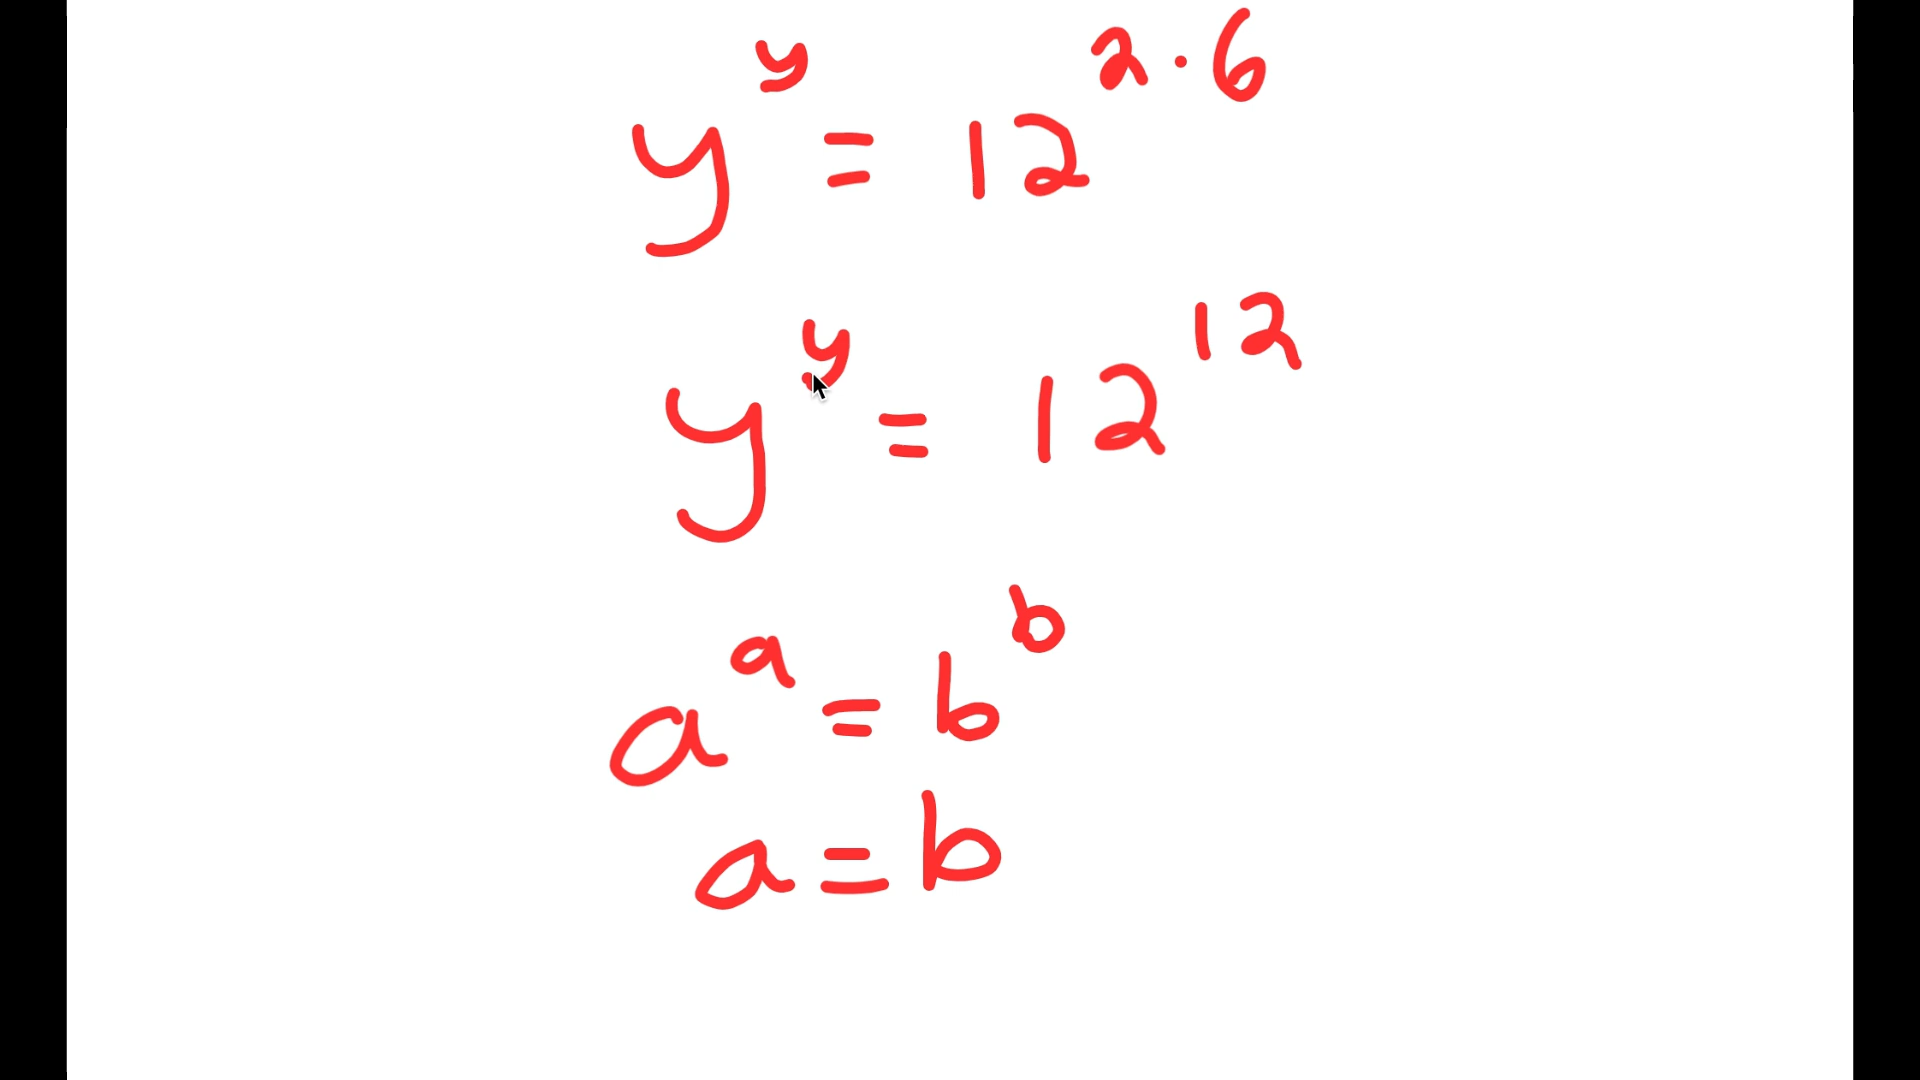 y^y = 12^{2·6}
y^y = 12^{12}
a^a = b^b
a = b